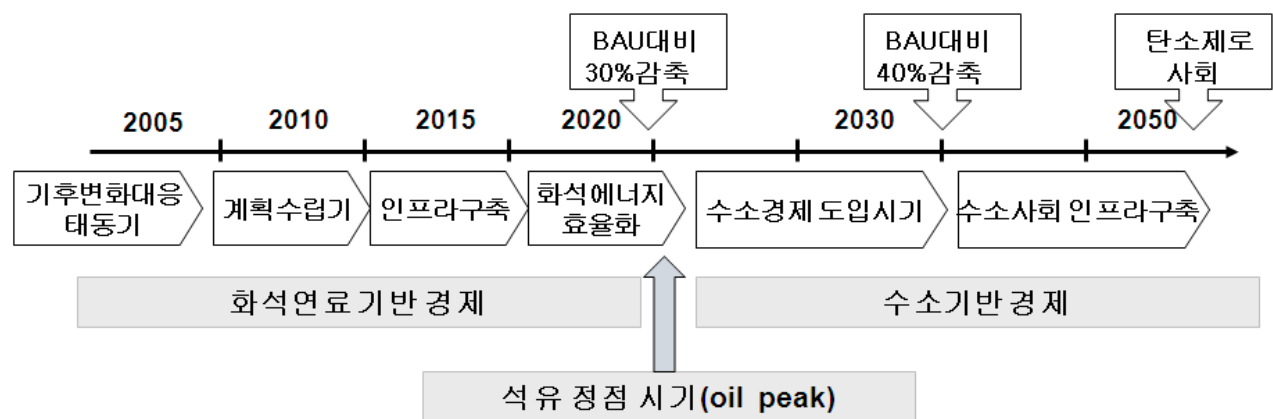 BAU대비
30%감축
BAU대비
40%감축
탄소제로
사회
2005 2010 2015 2020 2030 2050
기후변화대응
태동기
계획수립기
인프라구축
화석에너지
효율화
수소경제 도입시기
수소사회 인프라구축
화석연료기반 경제
수소기반경제
석유 정점 시기(oil peak)